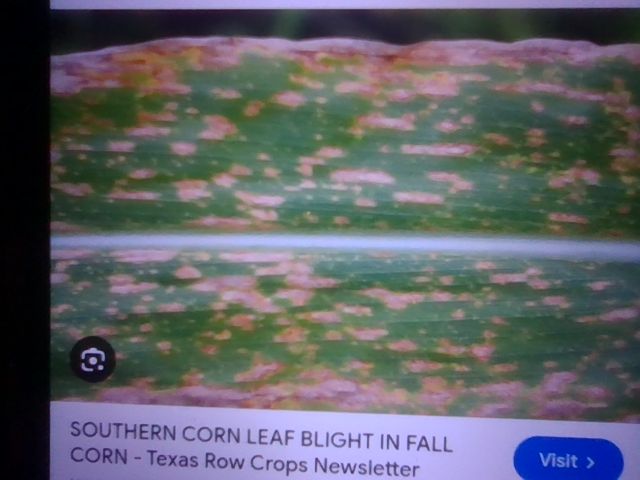 SOUTHERN CORN LEAF BLIGHT IN FALL
CORN - Texas Row Crops Newsletter
Visit >